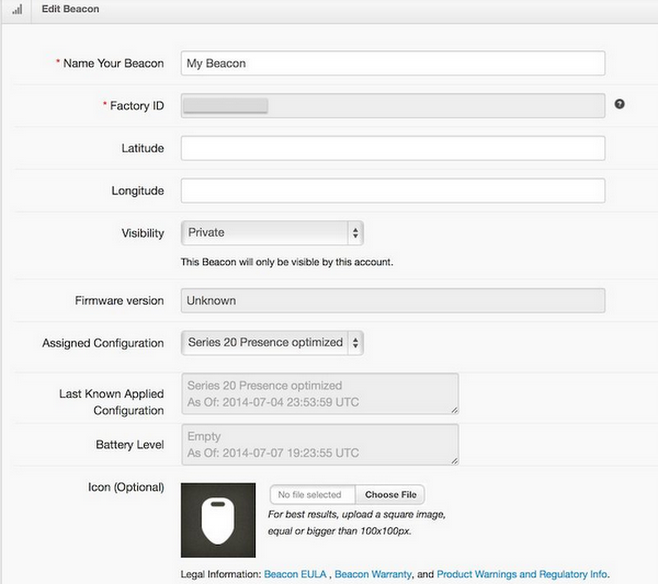 Edit Beacon
* Name Your Beacon My Beacon
* Factory ID ?
Latitude
Longitude
Visibility Private
This Beacon will only be visible by this account.
Firmware version Unknown
Assigned Configuration Series 20 Presence optimized
Last Known Applied Configuration
Series 20 Presence optimized
As Of: 2014-07-04 23:53:59 UTC
Battery Level
Empty
As Of: 2014-07-07 19:23:55 UTC
Icon (Optional) No file selected Choose File
For best results, upload a square image,
equal or bigger than 100x100px.
Legal Information: Beacon EULA , Beacon Warranty, and Product Warnings and Regulatory Info.